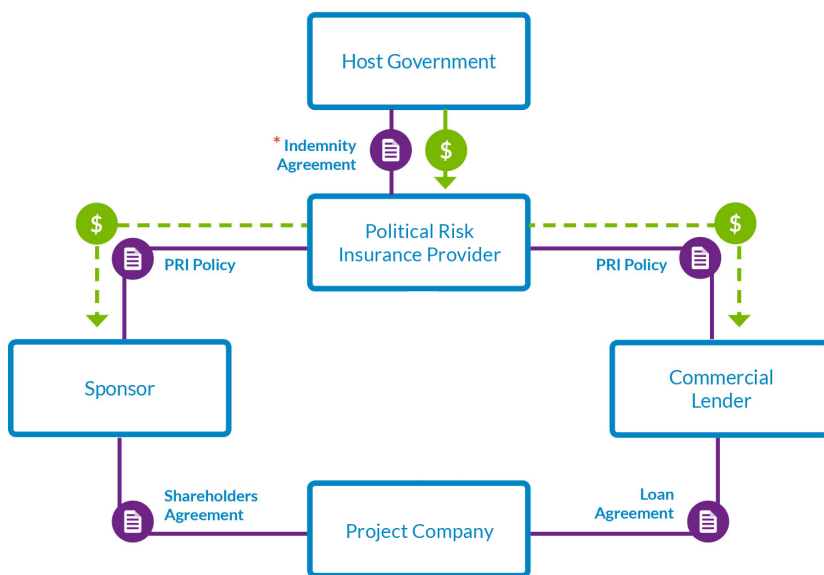 Host Government
* Indemnity
Agreement
$
Political Risk
Insurance Provider
$
$
PRI Policy
PRI Policy
Sponsor
Commercial
Lender
Shareholders
Agreement
Loan
Agreement
Project Company